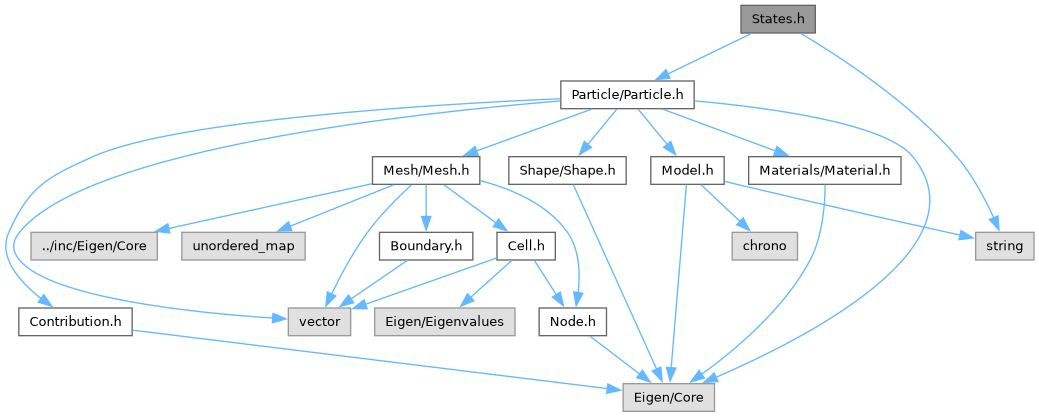 States.h
Particle/Particle.h
Mesh/Mesh.h
Shape/Shape.h
Model.h
Materials/Material.h
../inc/Eigen/Core
unordered_map
Boundary.h
Cell.h
chrono
string
Contribution.h
vector
Eigen/Eigenvalues
Node.h
Eigen/Core